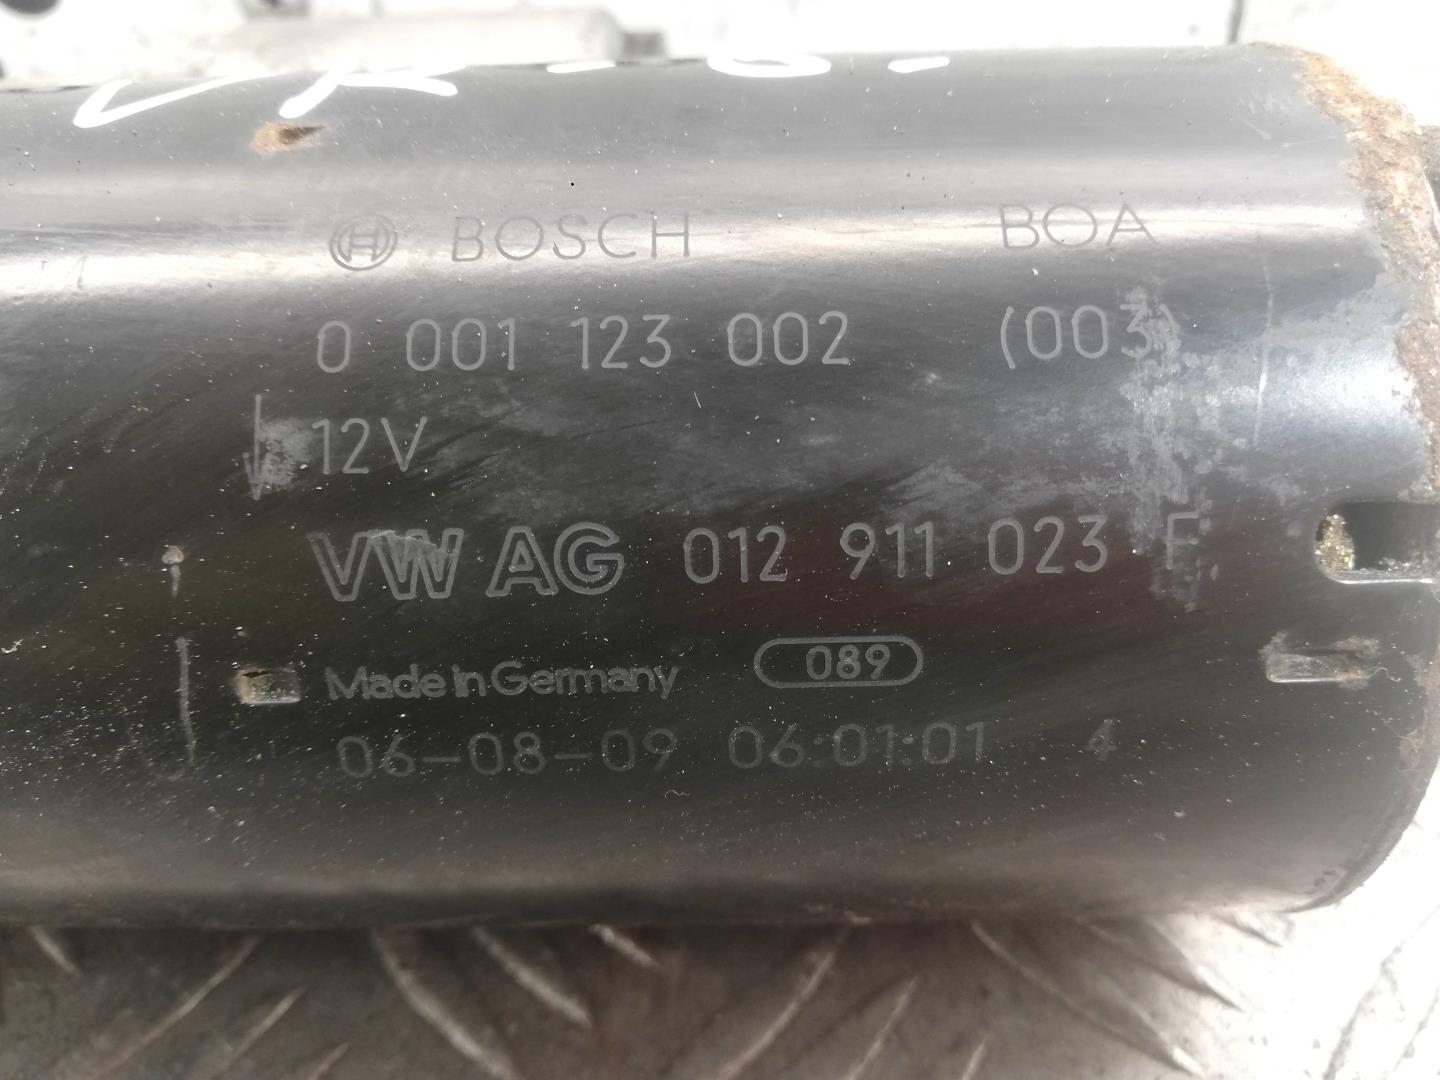 BOSCH BOA
0 001 123 002 (003)
12V
VW AG 012 911 023 F
Made in Germany 089
06-08-09 06:01:01 4